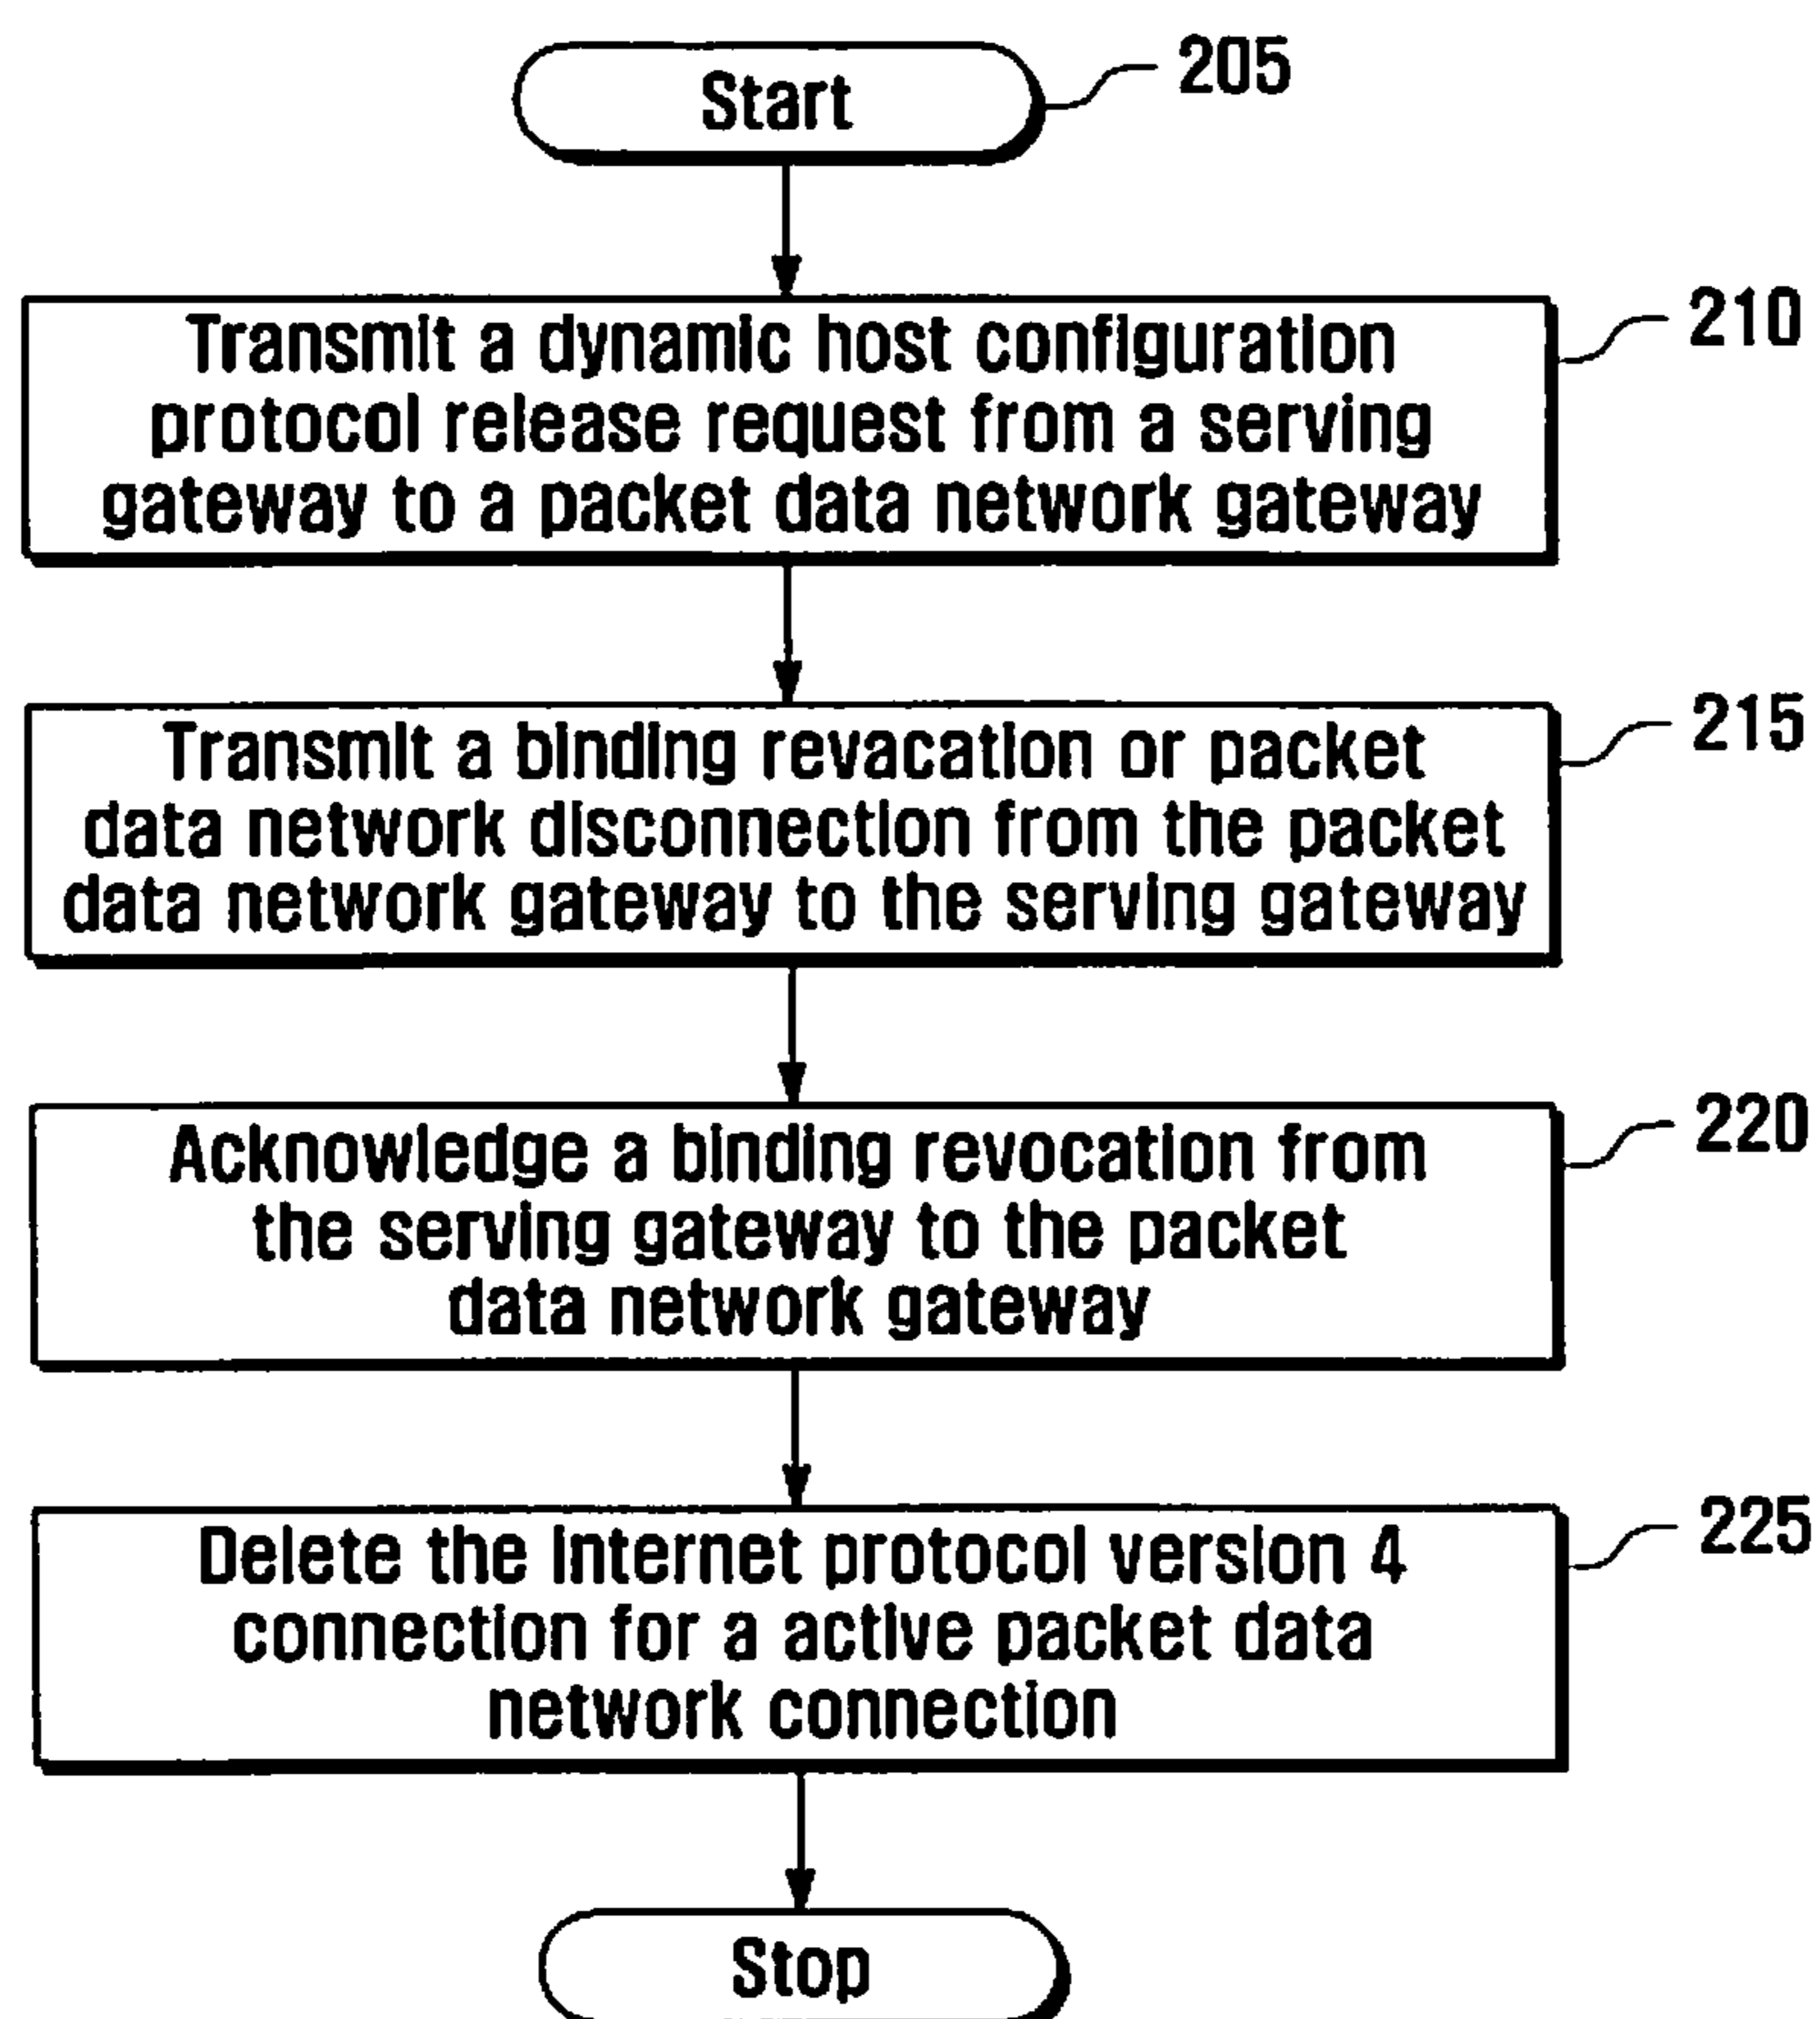 Start
205
210
Transmit a dynamic host configuration
protocol release request from a serving
gateway to a packet data network gateway
215
Transmit a binding revacation or packet
data network disconnection from the packet
data network gateway to the serving gateway
220
Acknowledge a binding revocation from
the serving gateway to the packet
data network gateway
225
Delete the Internet protocol version 4
connection for a active packet data
network connection
Stop